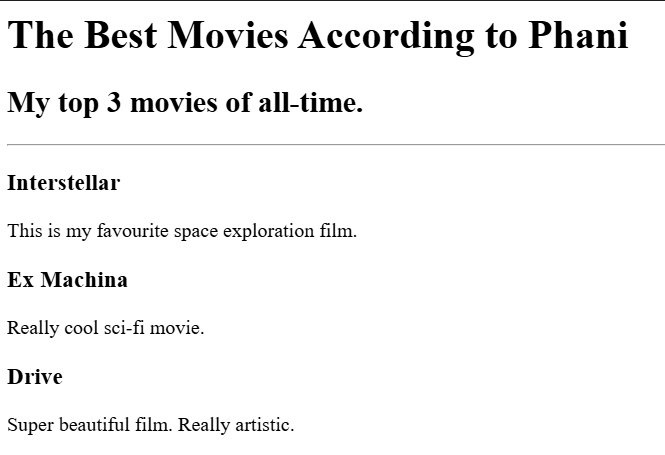 The Best Movies According to Phani
My top 3 movies of all-time.
Interstellar
This is my favourite space exploration film.
Ex Machina
Really cool sci-fi movie.
Drive
Super beautiful film. Really artistic.